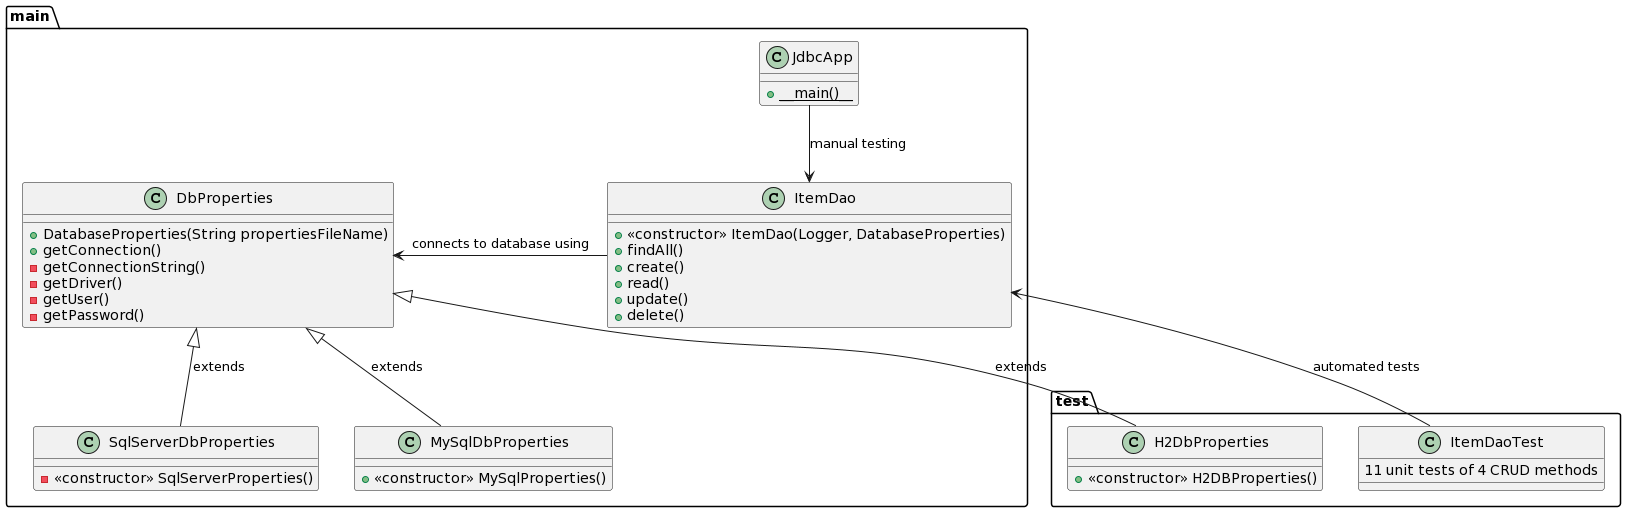 main
C JdbcApp
__main()__
manual testing
C DbProperties
DatabaseProperties(String propertiesFileName)
getConnection()
getConnectionString()
getDriver()
getUser()
getPassword()
connects to database using
C ItemDao
«constructor» ItemDao(Logger, DatabaseProperties)
findAll()
create()
read()
update()
delete()
extends
extends
extends
automated tests
C SqlServerDbProperties
«constructor» SqlServerProperties()
C MySqlDbProperties
«constructor» MySqlProperties()
test
C H2DbProperties
«constructor» H2DBProperties()
C ItemDaoTest
11 unit tests of 4 CRUD methods